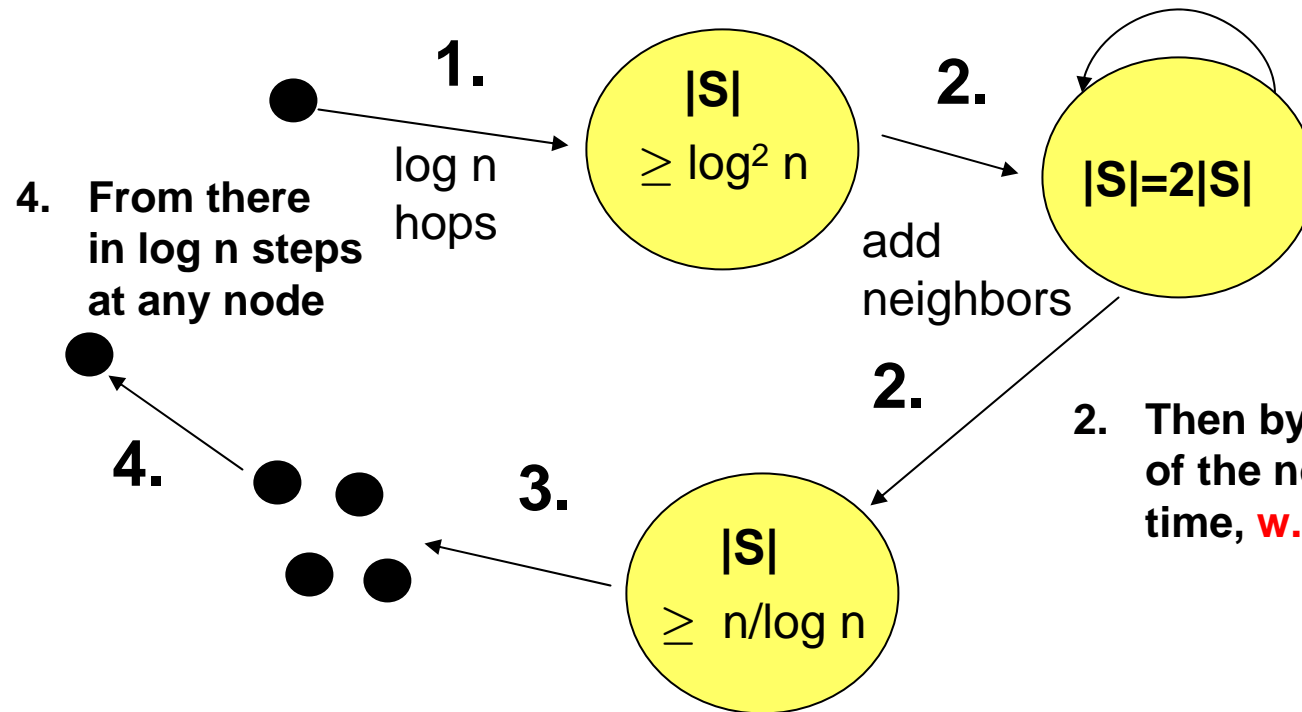 1.
|S|
≥ log² n
2.
|S|=2|S|
log n
hops
add
neighbors
4. From there
in log n steps
at any node
2.
2. Then by
of the
time, w.
4.
3.
|S|
≥ n/log n